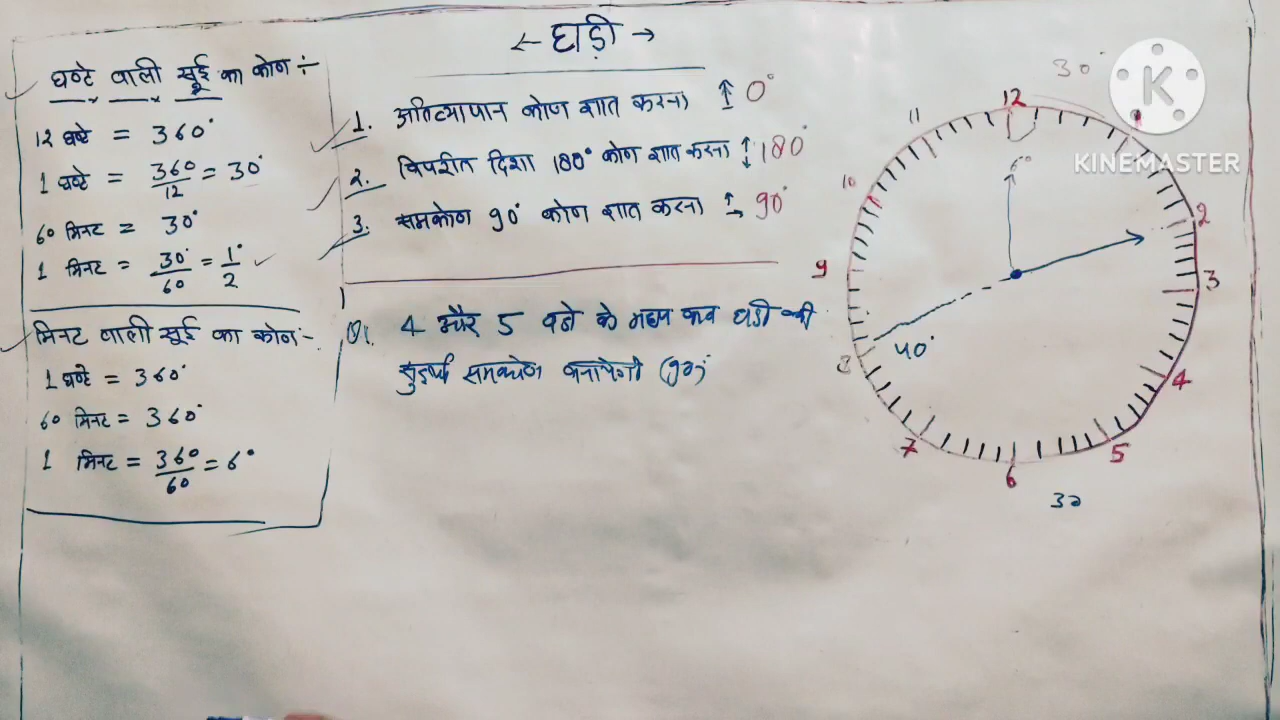 ← घड़ी →
घण्टे वाली सूई का कोण ÷
12 घण्टे = 360°
1 घण्टे = 360/12 = 30°
60 मिनट = 30°
1 मिनट = 30°/60 = 1°/2
मिनट वाली सूई का कोण:-
1 घण्टे = 360°
60 मिनट = 360°
1 मिनट = 360/60 = 6°
1. कोण ज्ञात करना 0°
2. विपरीत दिशा 180° कोण ज्ञात करना 180°
3. समकोण 90° कोण ज्ञात करना 90°
Q1. 4 और 5 बजे के मध्य कब घड़ी की
सुईयाँ समकोण बनायेगी (90°)
30°
12
11
10
9
8
7
6
5
4
3
2
40°
30
K
KINEMASTER